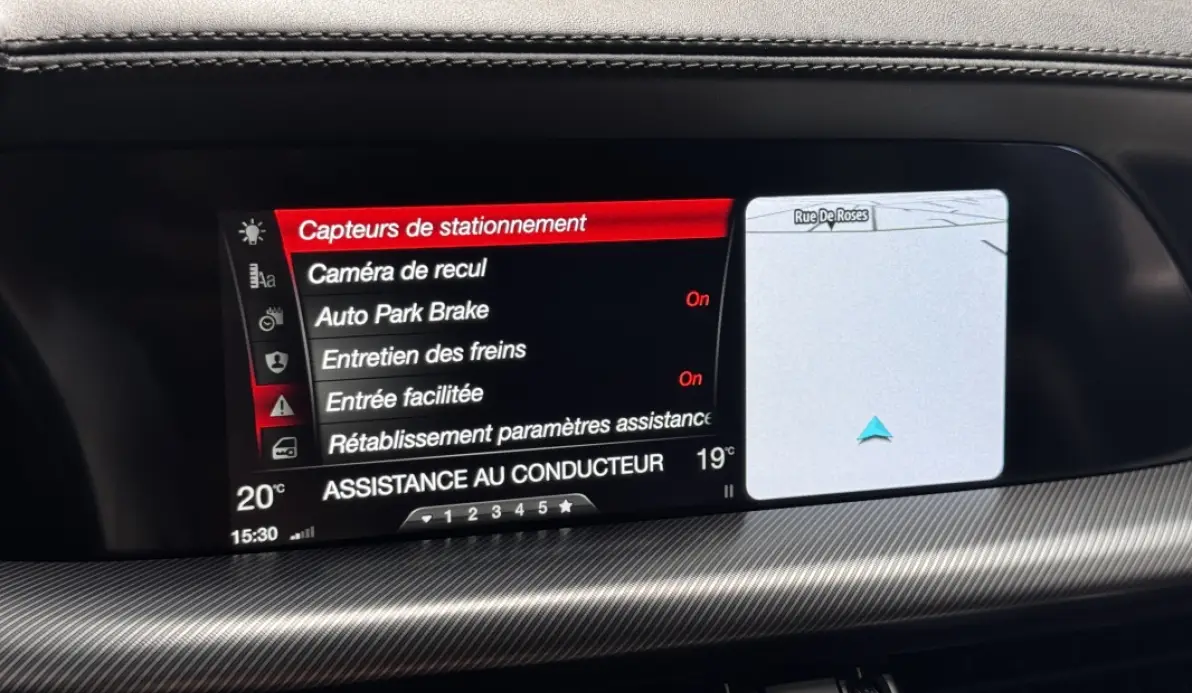 Capteurs de stationnement
Caméra de recul
Auto Park Brake On
Entretien des freins
Entrée facilitée On
Rétablissement paramètres assistance
ASSISTANCE AU CONDUCTEUR
20°C
19°C
1 2 3 4 5
15:30
Aa
Rue De Roses